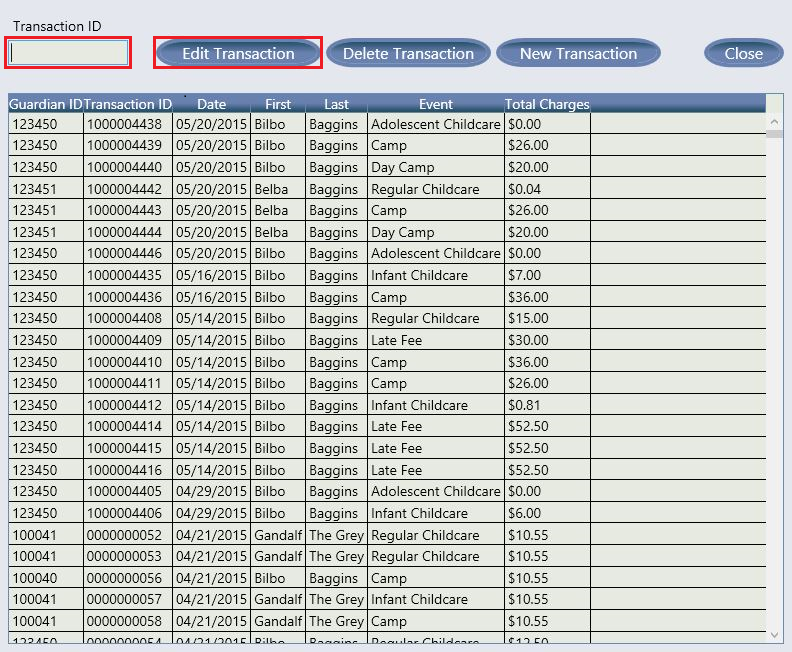 Transaction ID
Edit Transaction Delete Transaction New Transaction Close
Guardian ID Transaction ID Date First Last Event Total Charges
123450 1000004438 05/20/2015 Bilbo Baggins Adolescent Childcare $0.00
123450 1000004439 05/20/2015 Bilbo Baggins Camp $26.00
123450 1000004440 05/20/2015 Bilbo Baggins Day Camp $20.00
123451 1000004442 05/20/2015 Belba Baggins Regular Childcare $0.04
123451 1000004443 05/20/2015 Belba Baggins Camp $26.00
123451 1000004444 05/20/2015 Belba Baggins Day Camp $20.00
123450 1000004446 05/20/2015 Bilbo Baggins Adolescent Childcare $0.00
123450 1000004435 05/16/2015 Bilbo Baggins Infant Childcare $7.00
123450 1000004436 05/16/2015 Bilbo Baggins Camp $36.00
123450 1000004408 05/14/2015 Bilbo Baggins Regular Childcare $15.00
123450 1000004409 05/14/2015 Bilbo Baggins Late Fee $30.00
123450 1000004410 05/14/2015 Bilbo Baggins Camp $36.00
123450 1000004411 05/14/2015 Bilbo Baggins Camp $26.00
123450 1000004412 05/14/2015 Bilbo Baggins Infant Childcare $0.81
123450 1000004414 05/14/2015 Bilbo Baggins Late Fee $52.50
123450 1000004415 05/14/2015 Bilbo Baggins Late Fee $52.50
123450 1000004416 05/14/2015 Bilbo Baggins Late Fee $52.50
123450 1000004405 04/29/2015 Bilbo Baggins Adolescent Childcare $0.00
123450 1000004406 04/29/2015 Bilbo Baggins Infant Childcare $6.00
100041 0000000052 04/21/2015 Gandalf The Grey Regular Childcare $10.55
100041 0000000053 04/21/2015 Gandalf The Grey Regular Childcare $10.55
100040 0000000056 04/21/2015 Bilbo Baggins Camp $10.55
100041 0000000057 04/21/2015 Gandalf The Grey Infant Childcare $10.55
100041 0000000058 04/21/2015 Gandalf The Grey Camp $10.55
123450 0000000054 04/21/2015 Bilbo Baggins Regular Childcare $12.50